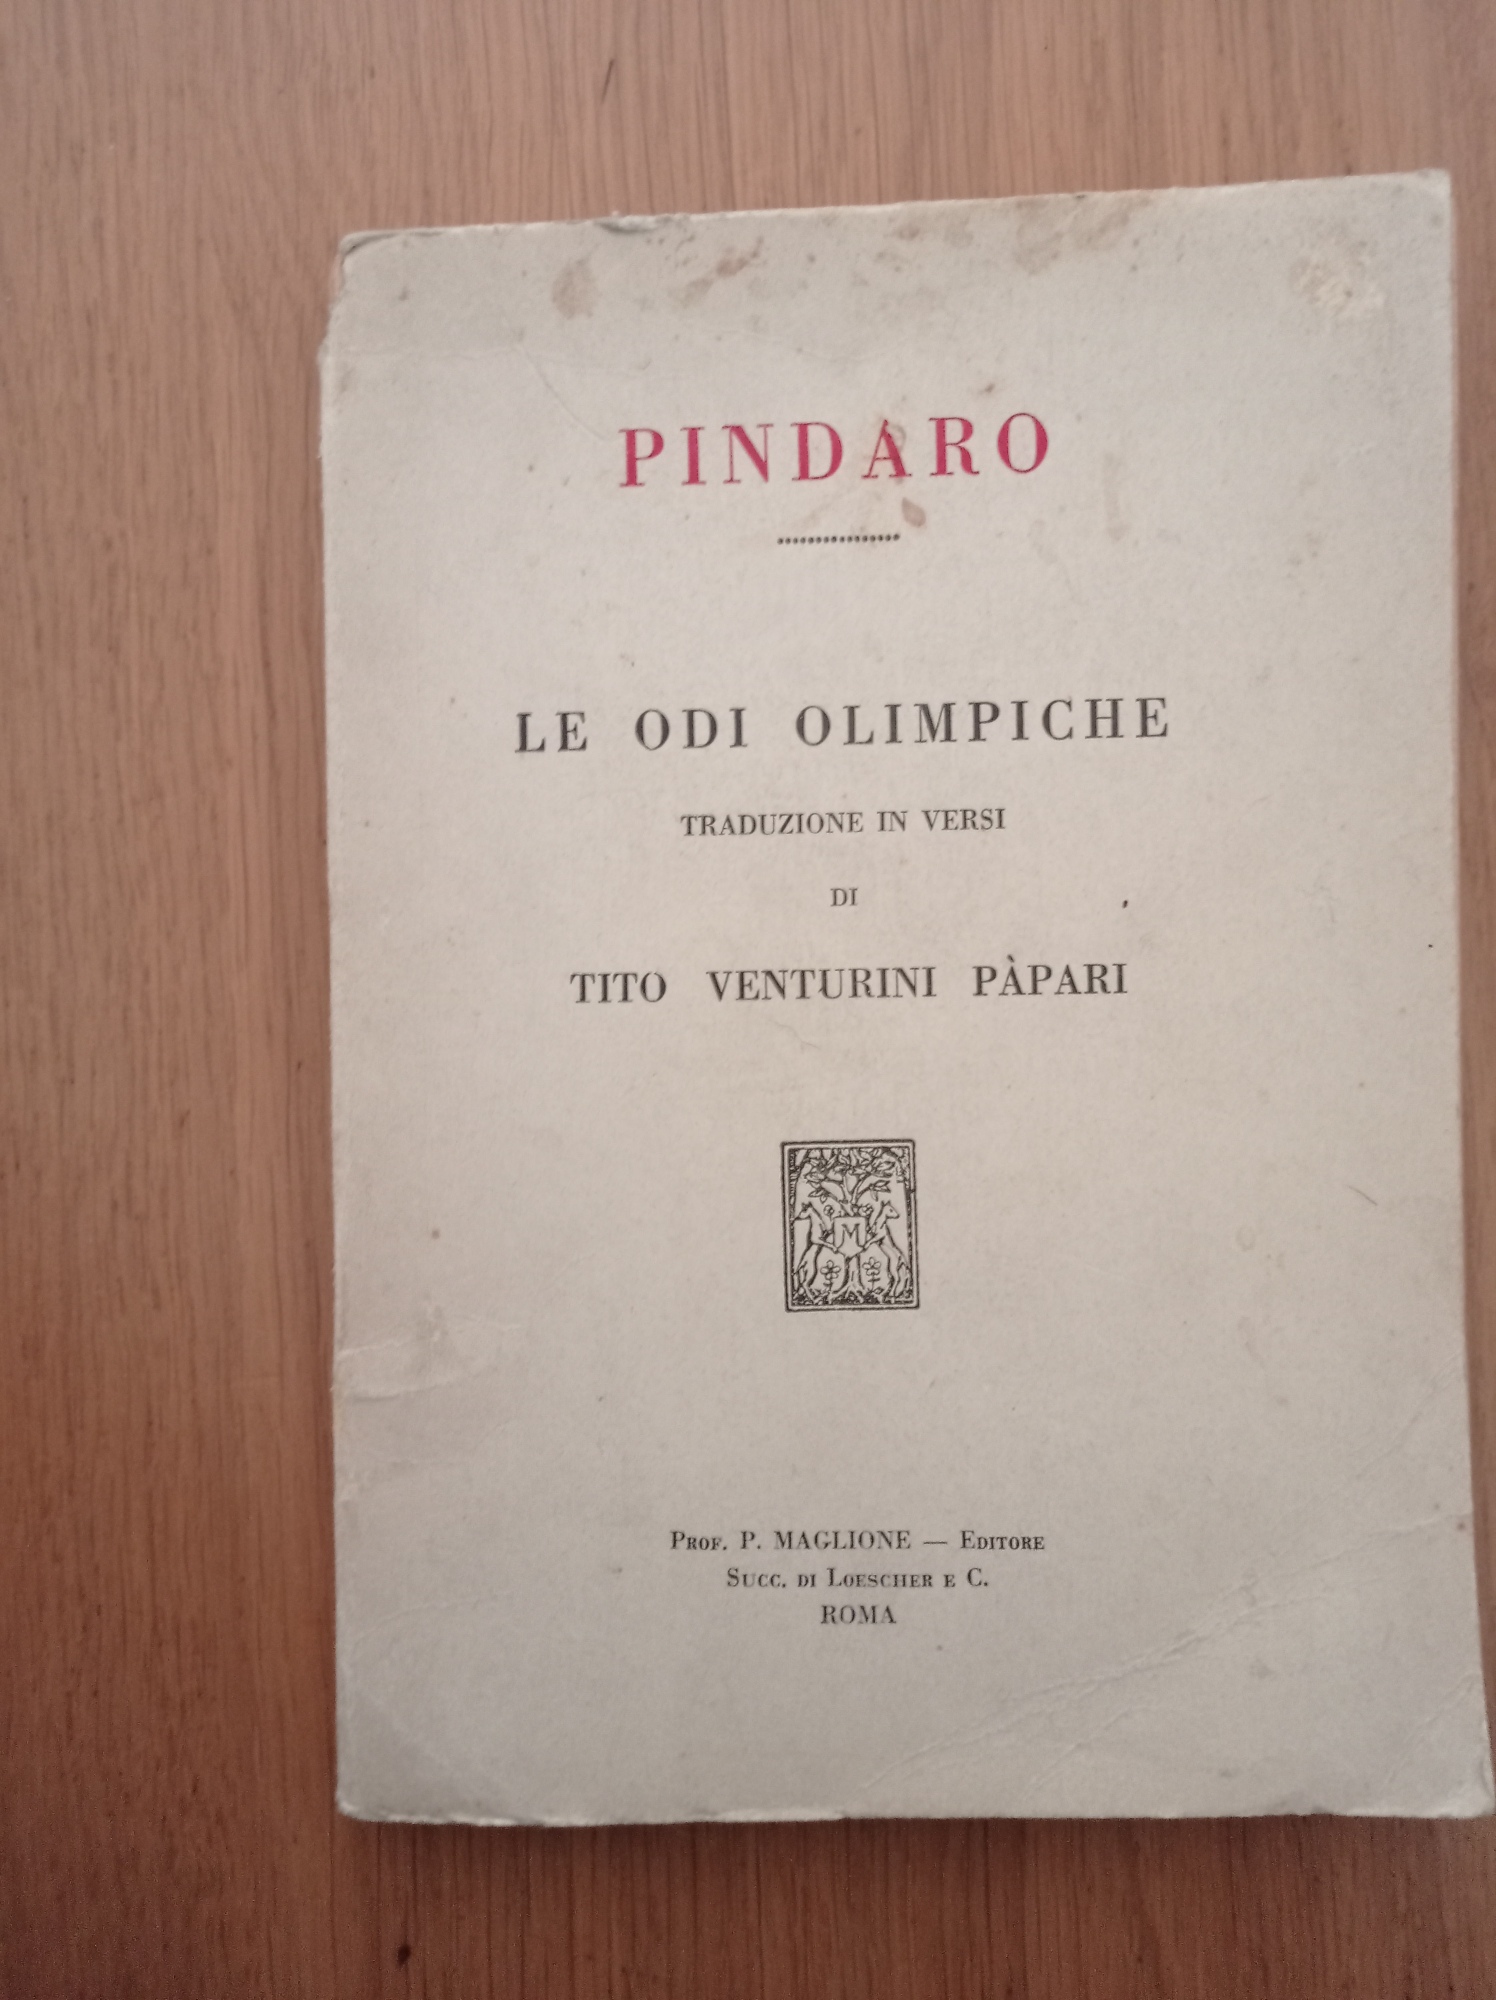 PINDARO
LE ODI OLIMPICHE
TRADUZIONE IN VERSI
DI
TITO VENTURINI PÀPARI
M
PROF. P. MAGLIONE — EDITORE
SUCC. DI LOESCHER E C.
ROMA